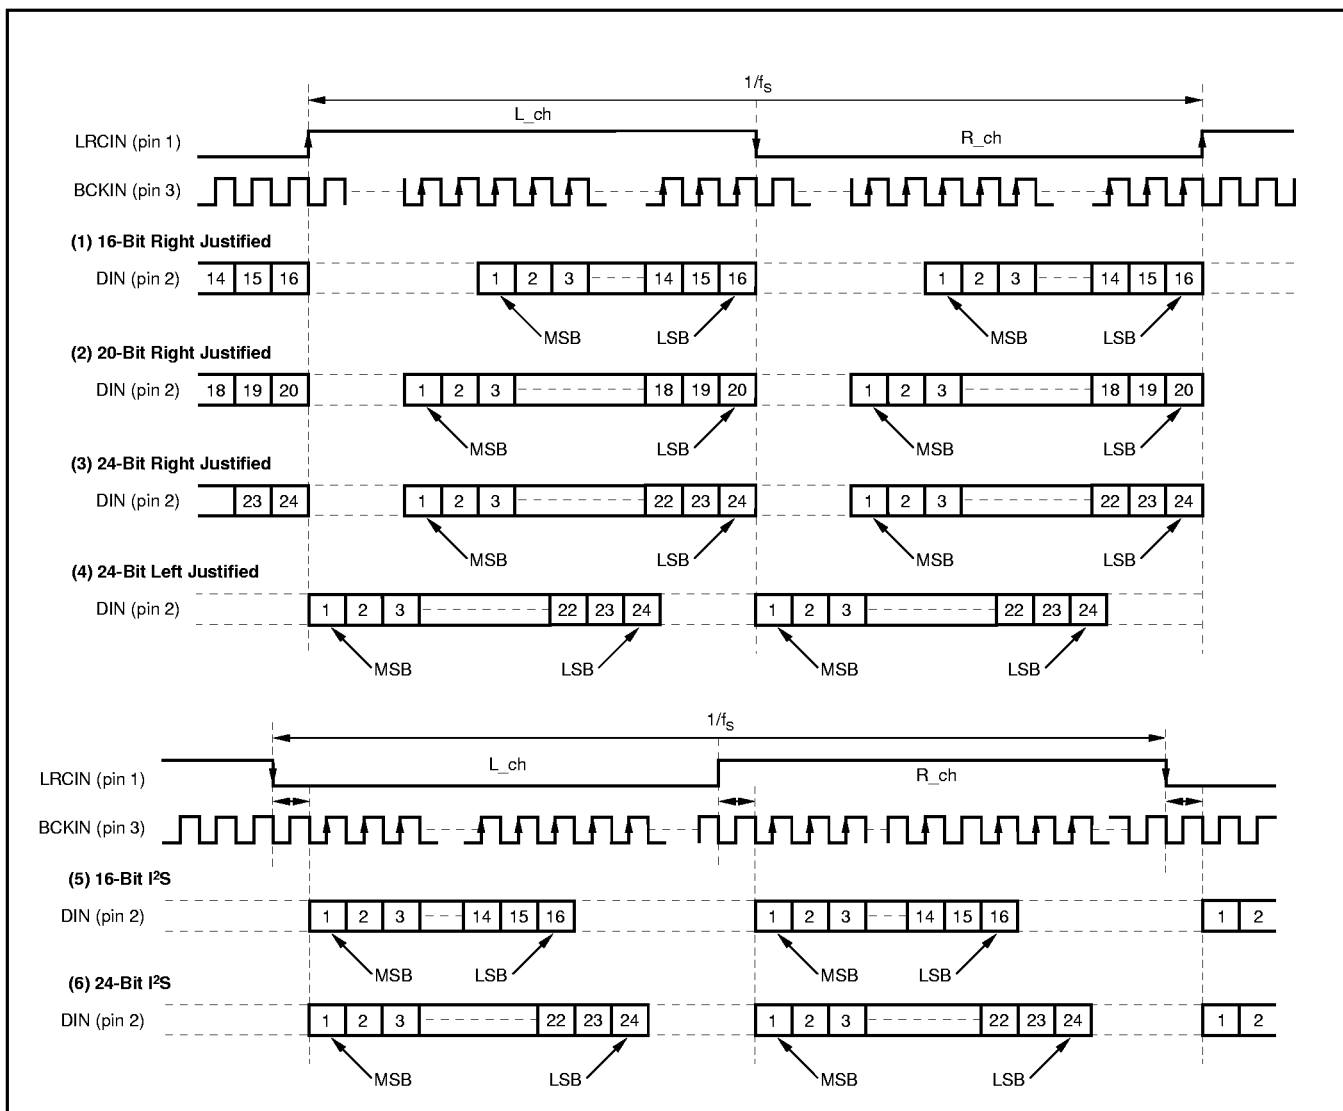 1/fS
L_ch
LRCIN (pin 1)
R_ch
BCKIN (pin 3)
(1) 16-Bit Right Justified
DIN (pin 2) 14 15 16 1 2 3 14 15 16 1 2 3 14 15 16
MSB LSB MSB LSB
(2) 20-Bit Right Justified
DIN (pin 2) 18 19 20 1 2 3 18 19 20 1 2 3 18 19 20
MSB LSB MSB LSB
(3) 24-Bit Right Justified
DIN (pin 2) 23 24 1 2 3 22 23 24 1 2 3 22 23 24
MSB LSB MSB LSB
(4) 24-Bit Left Justified
DIN (pin 2) 1 2 3 22 23 24 1 2 3 22 23 24
MSB LSB MSB LSB
1/fS
L_ch
LRCIN (pin 1)
R_ch
BCKIN (pin 3)
(5) 16-Bit I²S
DIN (pin 2) 1 2 3 14 15 16 1 2 3 14 15 16 1 2
MSB LSB MSB LSB
(6) 24-Bit I²S
DIN (pin 2) 1 2 3 22 23 24 1 2 3 22 23 24 1 2
MSB LSB MSB LSB